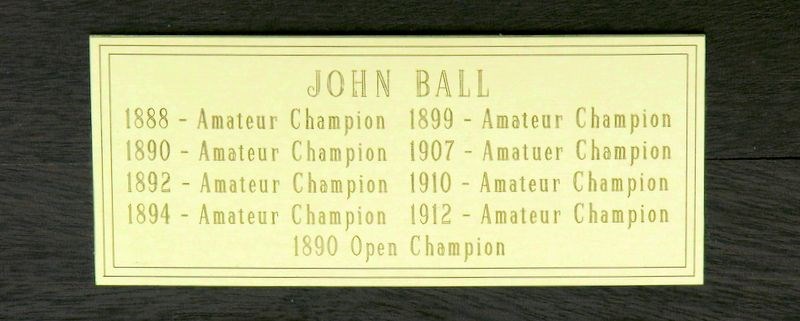 JOHN BALL
1888 - Amateur Champion 1899 - Amateur Champion
1890 - Amateur Champion 1907 - Amatuer Champion
1892 - Amateur Champion 1910 - Amateur Champion
1894 - Amateur Champion 1912 - Amateur Champion
1890 Open Champion